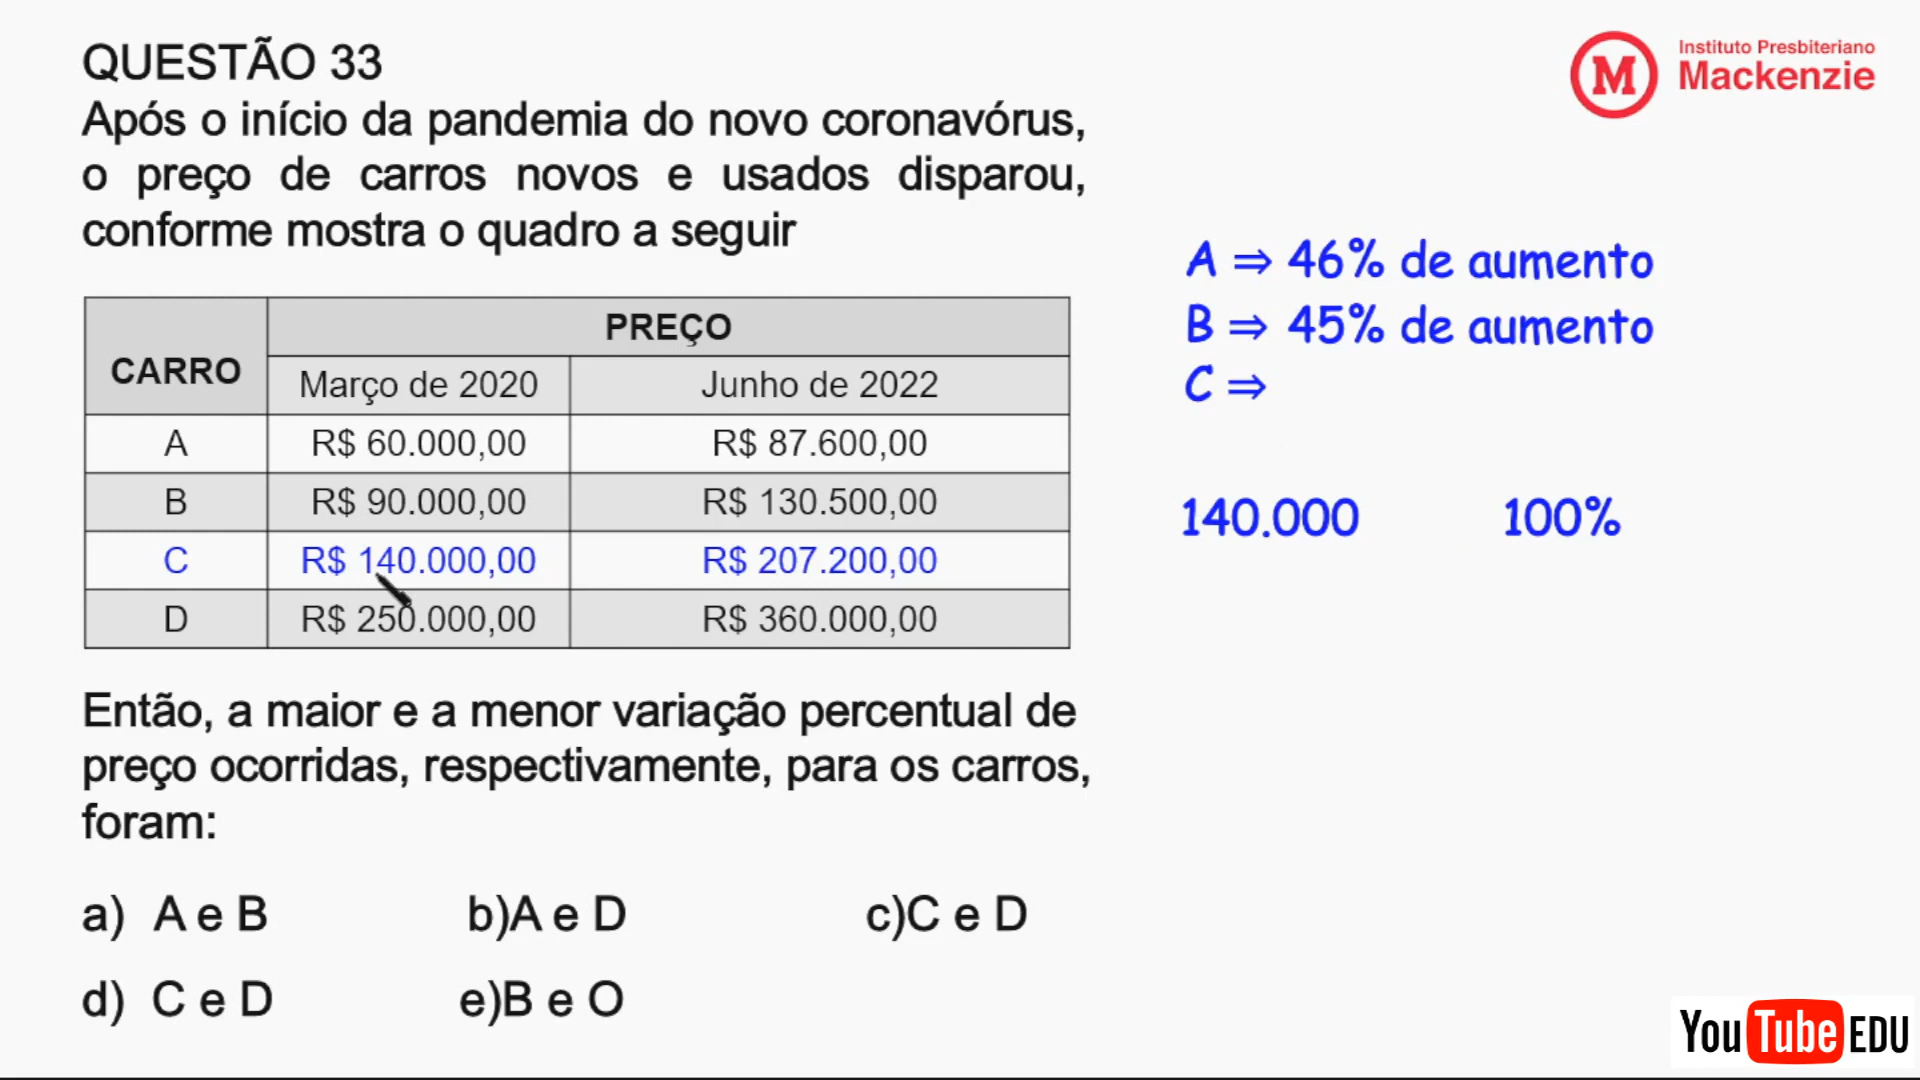 QUESTÃO 33
Após o início da pandemia do novo coronavórus,
o preço de carros novos e usados disparou,
conforme mostra o quadro a seguir
CARRO
PREÇO
Março de 2020 Junho de 2022
A R$ 60.000,00 R$ 87.600,00
B R$ 90.000,00 R$ 130.500,00
C R$ 140.000,00 R$ 207.200,00
D R$ 250.000,00 R$ 360.000,00
Então, a maior e a menor variação percentual de
preço ocorridas, respectivamente, para os carros,
foram:
a) A e B b)A e D c)C e D
d) C e D e)B e O
Instituto Presbiteriano
M Mackenzie
A ⇒ 46% de aumento
B ⇒ 45% de aumento
C ⇒
140.000 100%
YouTube EDU